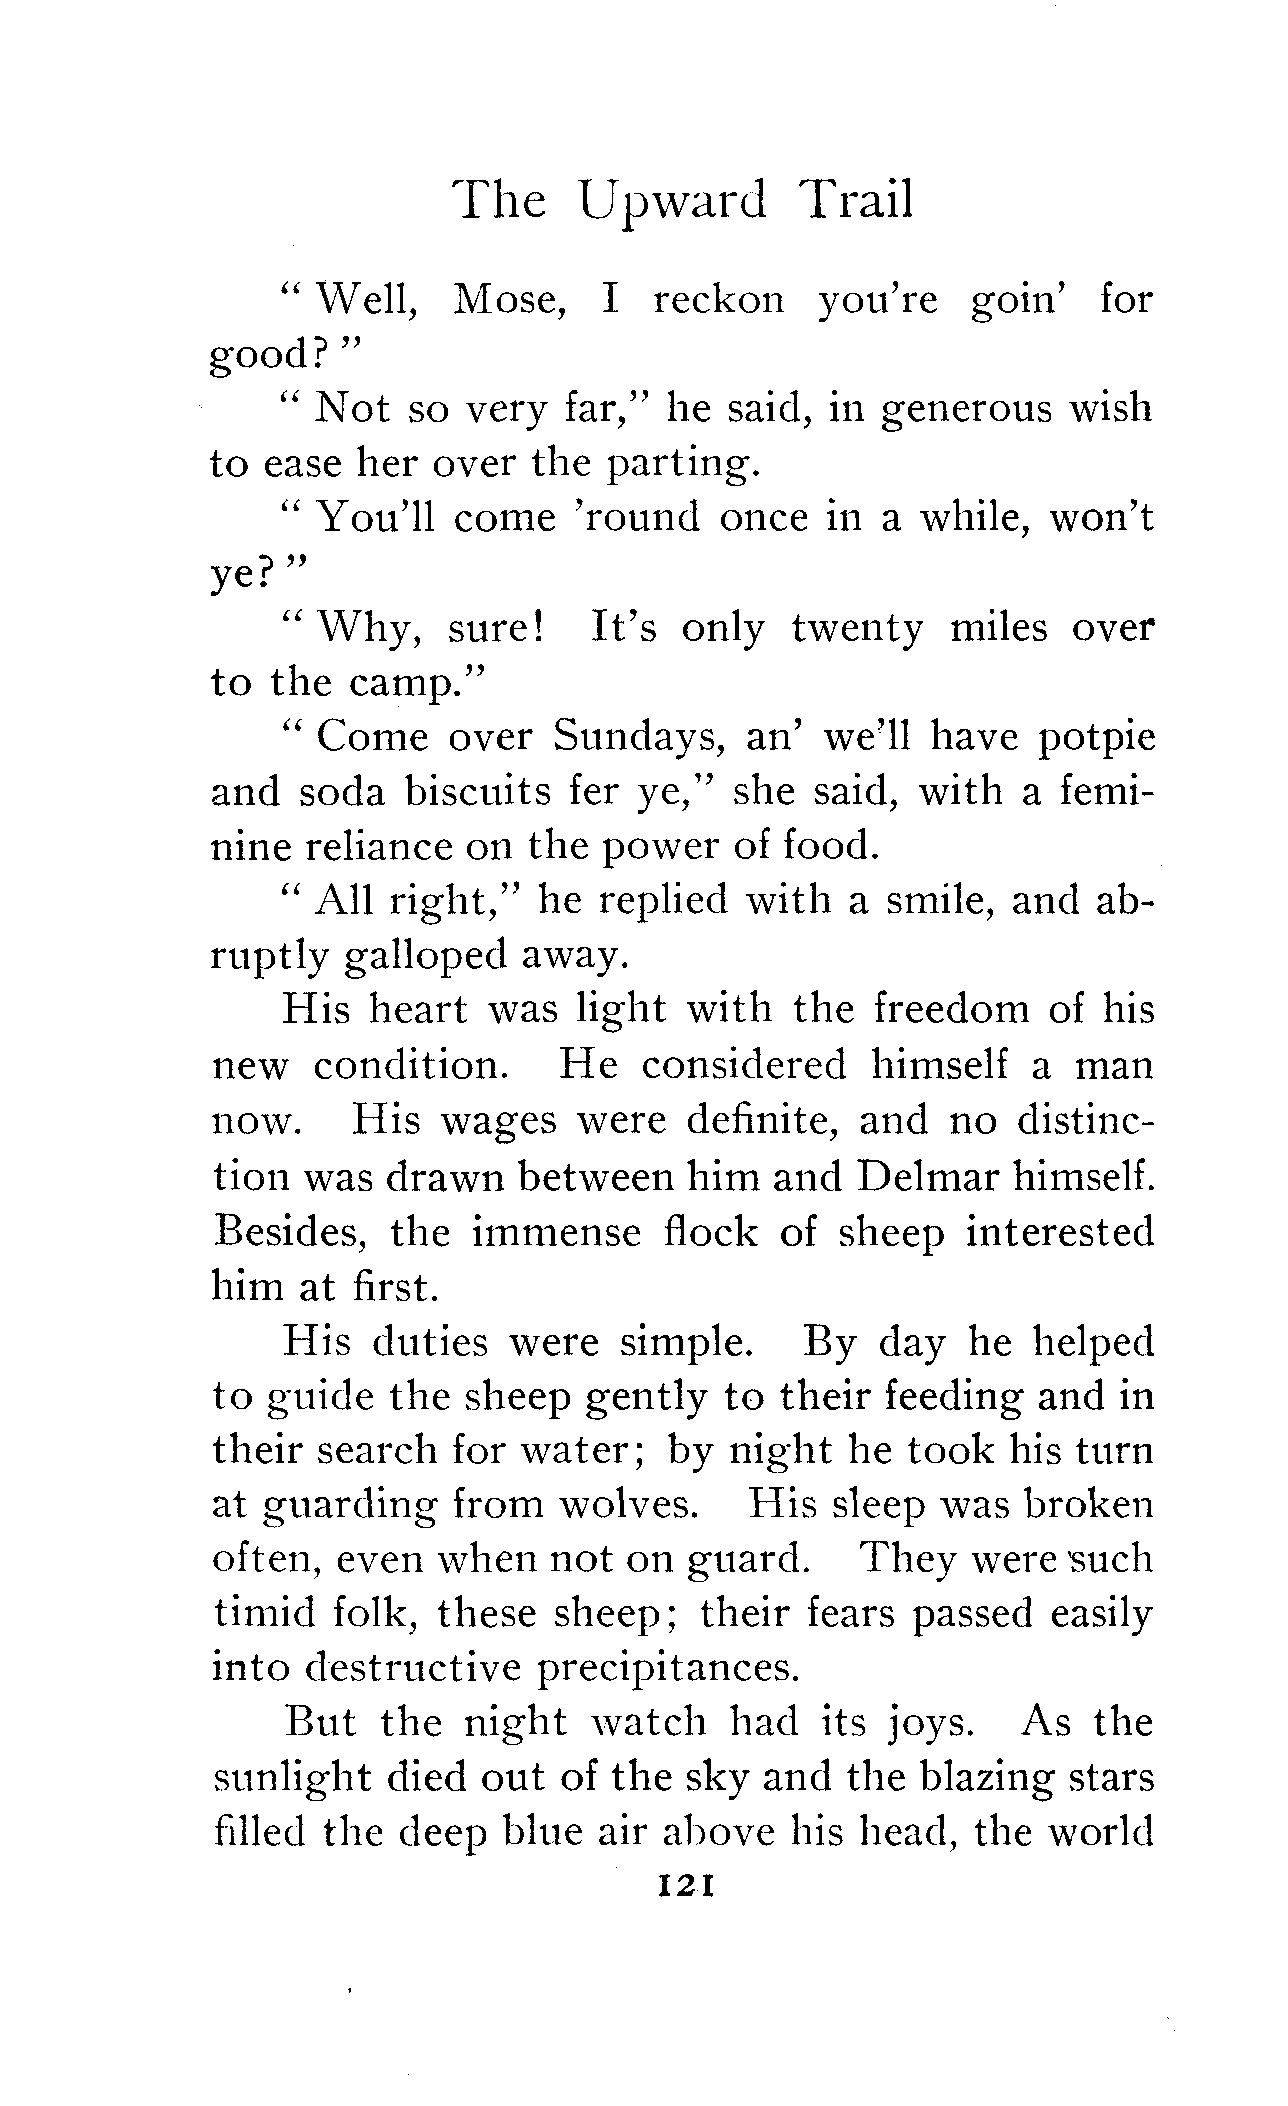 The Upward Trail
“ Well, Mose, I reckon you're goin' for
good? ”
“ Not so very far,” he said, in generous wish
to ease her over the parting.
“ You'll come 'round once in a while, won't
ye? ”
“ Why, sure! It's only twenty miles over
to the camp.”
“ Come over Sundays, an' we'll have potpie
and soda biscuits fer ye,” she said, with a femi-
nine reliance on the power of food.
“ All right,” he replied with a smile, and ab-
ruptly galloped away.
His heart was light with the freedom of his
new condition. He considered himself a man
now. His wages were definite, and no distinc-
tion was drawn between him and Delmar himself.
Besides, the immense flock of sheep interested
him at first.
His duties were simple. By day he helped
to guide the sheep gently to their feeding and in
their search for water; by night he took his turn
at guarding from wolves. His sleep was broken
often, even when not on guard. They were such
timid folk, these sheep; their fears passed easily
into destructive precipitances.
But the night watch had its joys. As the
sunlight died out of the sky and the blazing stars
filled the deep blue air above his head, the world
121